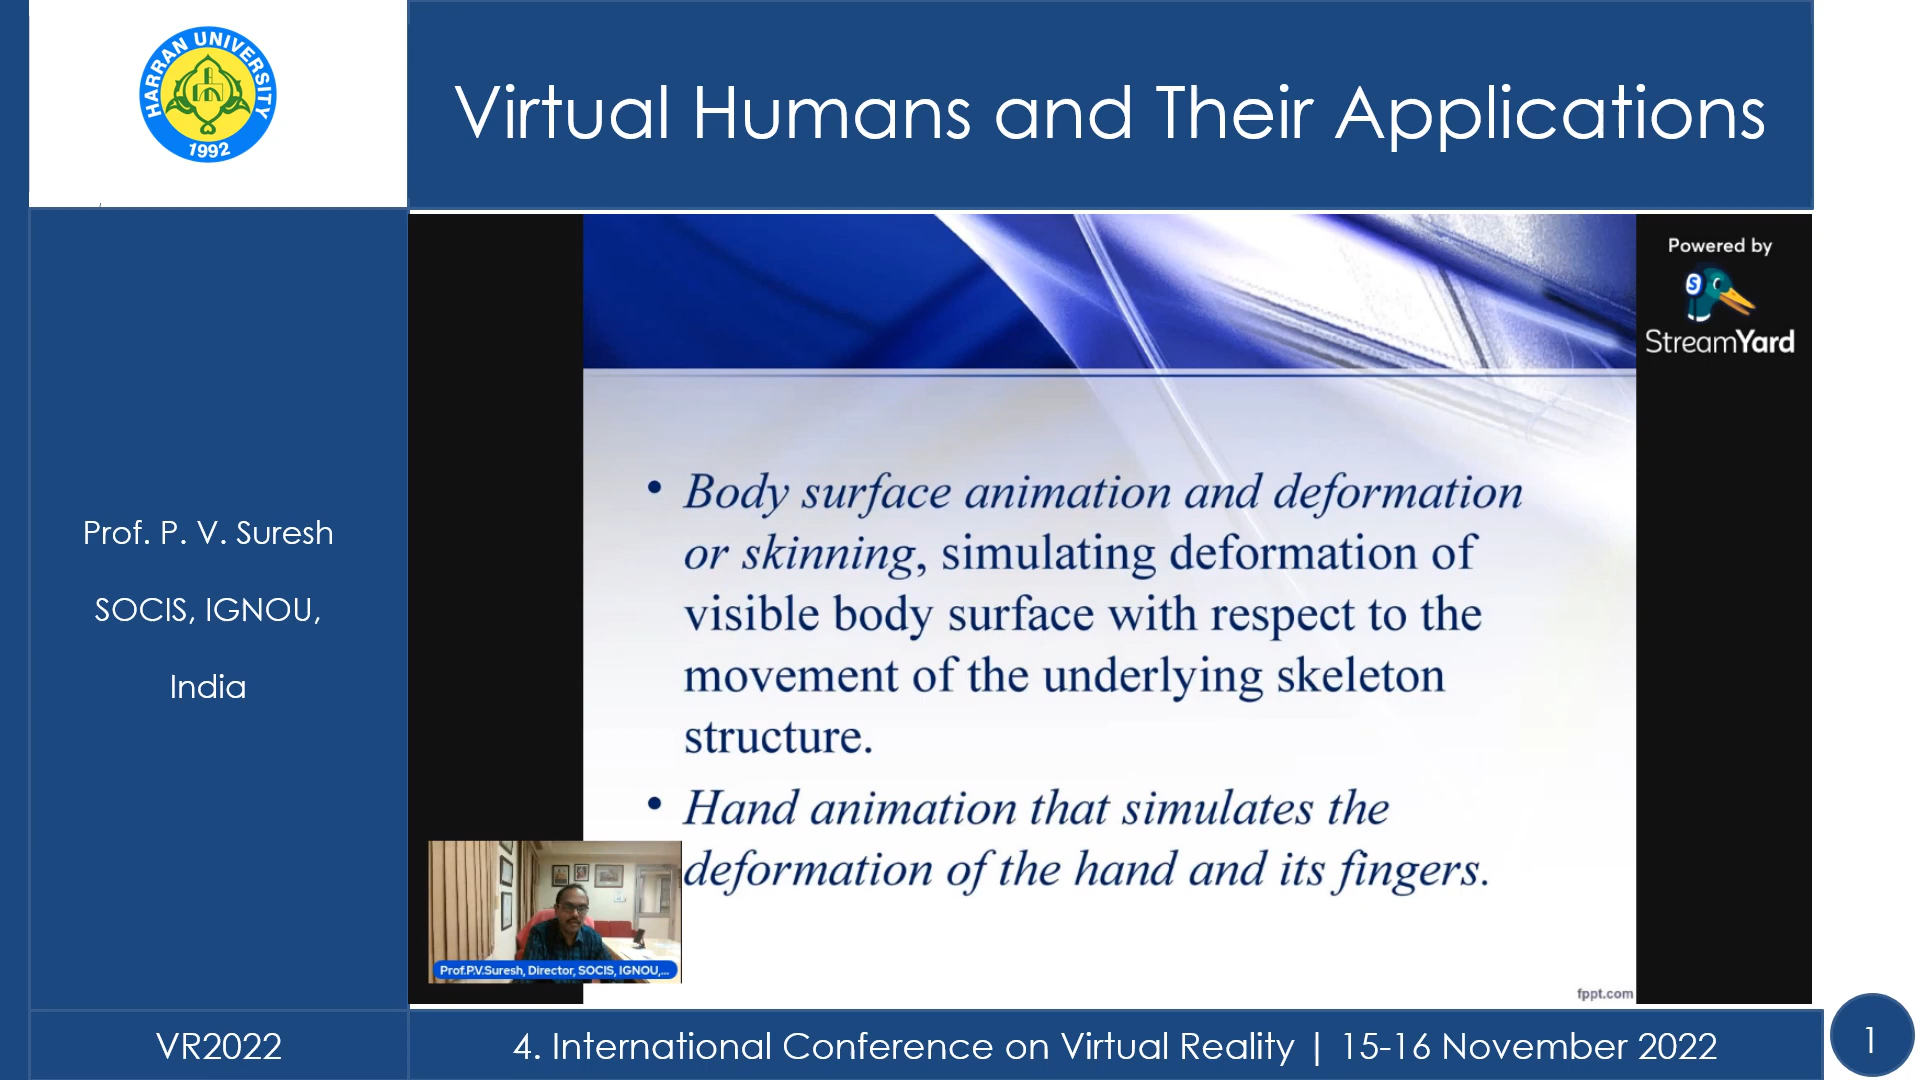 HARRAN UNIVERSITY
1992
Virtual Humans and Their Applications
Prof. P. V. Suresh
SOCIS, IGNOU,
India
Powered by
S
StreamYard
• Body surface animation and deformation
or skinning, simulating deformation of
visible body surface with respect to the
movement of the underlying skeleton
structure.
• Hand animation that simulates the
deformation of the hand and its fingers.
Prof.P.V.Suresh, Director, SOCIS, IGNOU,...
fppt.com
VR2022
4. International Conference on Virtual Reality | 15-16 November 2022
1